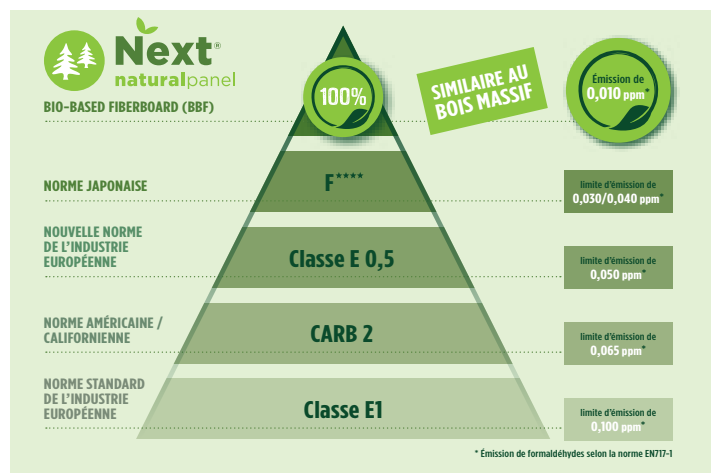 Next®
naturalpanel
BIO-BASED FIBERBOARD (BBF)
100%
SIMILAIRE AU
BOIS MASSIF
Émission de
0,010 ppm*
NORME JAPONAISE
F****
limite d'émission de
0,030/0,040 ppm*
NOUVELLE NORME
DE L'INDUSTRIE
EUROPÉENNE
Classe E 0,5
limite d'émission de
0,050 ppm*
NORME AMÉRICAINE /
CALIFORNIENNE
CARB 2
limite d'émission de
0,065 ppm*
NORME STANDARD
DE L'INDUSTRIE
EUROPÉENNE
Classe E1
limite d'émission de
0,100 ppm*
* Émission de formaldéhydes selon la norme EN717-1